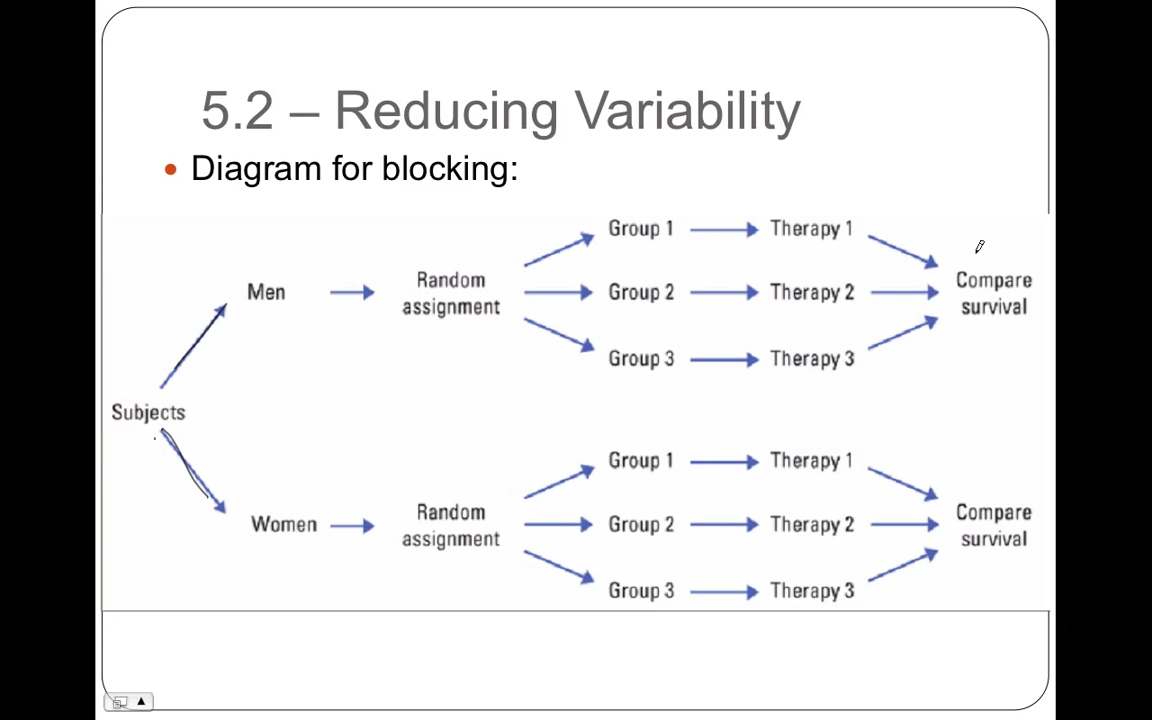 5.2 – Reducing Variability
• Diagram for blocking:
Group 1
Therapy 1
Men
Random
assignment
Group 2
Therapy 2
Compare
survival
Group 3
Therapy 3
Subjects
Group 1
Therapy 1
Women
Random
assignment
Group 2
Therapy 2
Compare
survival
Group 3
Therapy 3